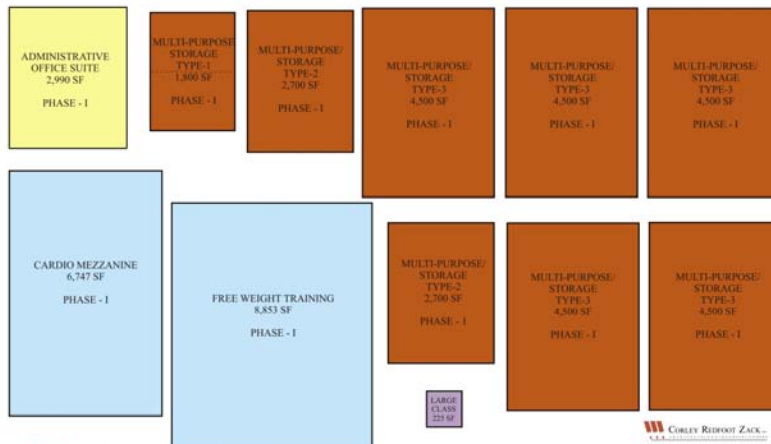 ADMINISTRATIVE
OFFICE SUITE
2,990 SF
PHASE - I
MULTI-PURPOSE/
STORAGE
TYPE-1
1,800 SF
PHASE - I
MULTI-PURPOSE/
STORAGE
TYPE-2
2,700 SF
PHASE - I
MULTI-PURPOSE/
STORAGE
TYPE-3
4,500 SF
PHASE - I
MULTI-PURPOSE/
STORAGE
TYPE-3
4,500 SF
PHASE - I
MULTI-PURPOSE/
STORAGE
TYPE-3
4,500 SF
PHASE - I
CARDIO MEZZANINE
6,747 SF
PHASE - I
FREE WEIGHT TRAINING
8,853 SF
PHASE - I
MULTI-PURPOSE/
STORAGE
TYPE-2
2,700 SF
PHASE - I
MULTI-PURPOSE/
STORAGE
TYPE-3
4,500 SF
PHASE - I
MULTI-PURPOSE/
STORAGE
TYPE-3
4,500 SF
PHASE - I
LARGE
CLASS
225 SF
CORLEY REDFOOT ZACK